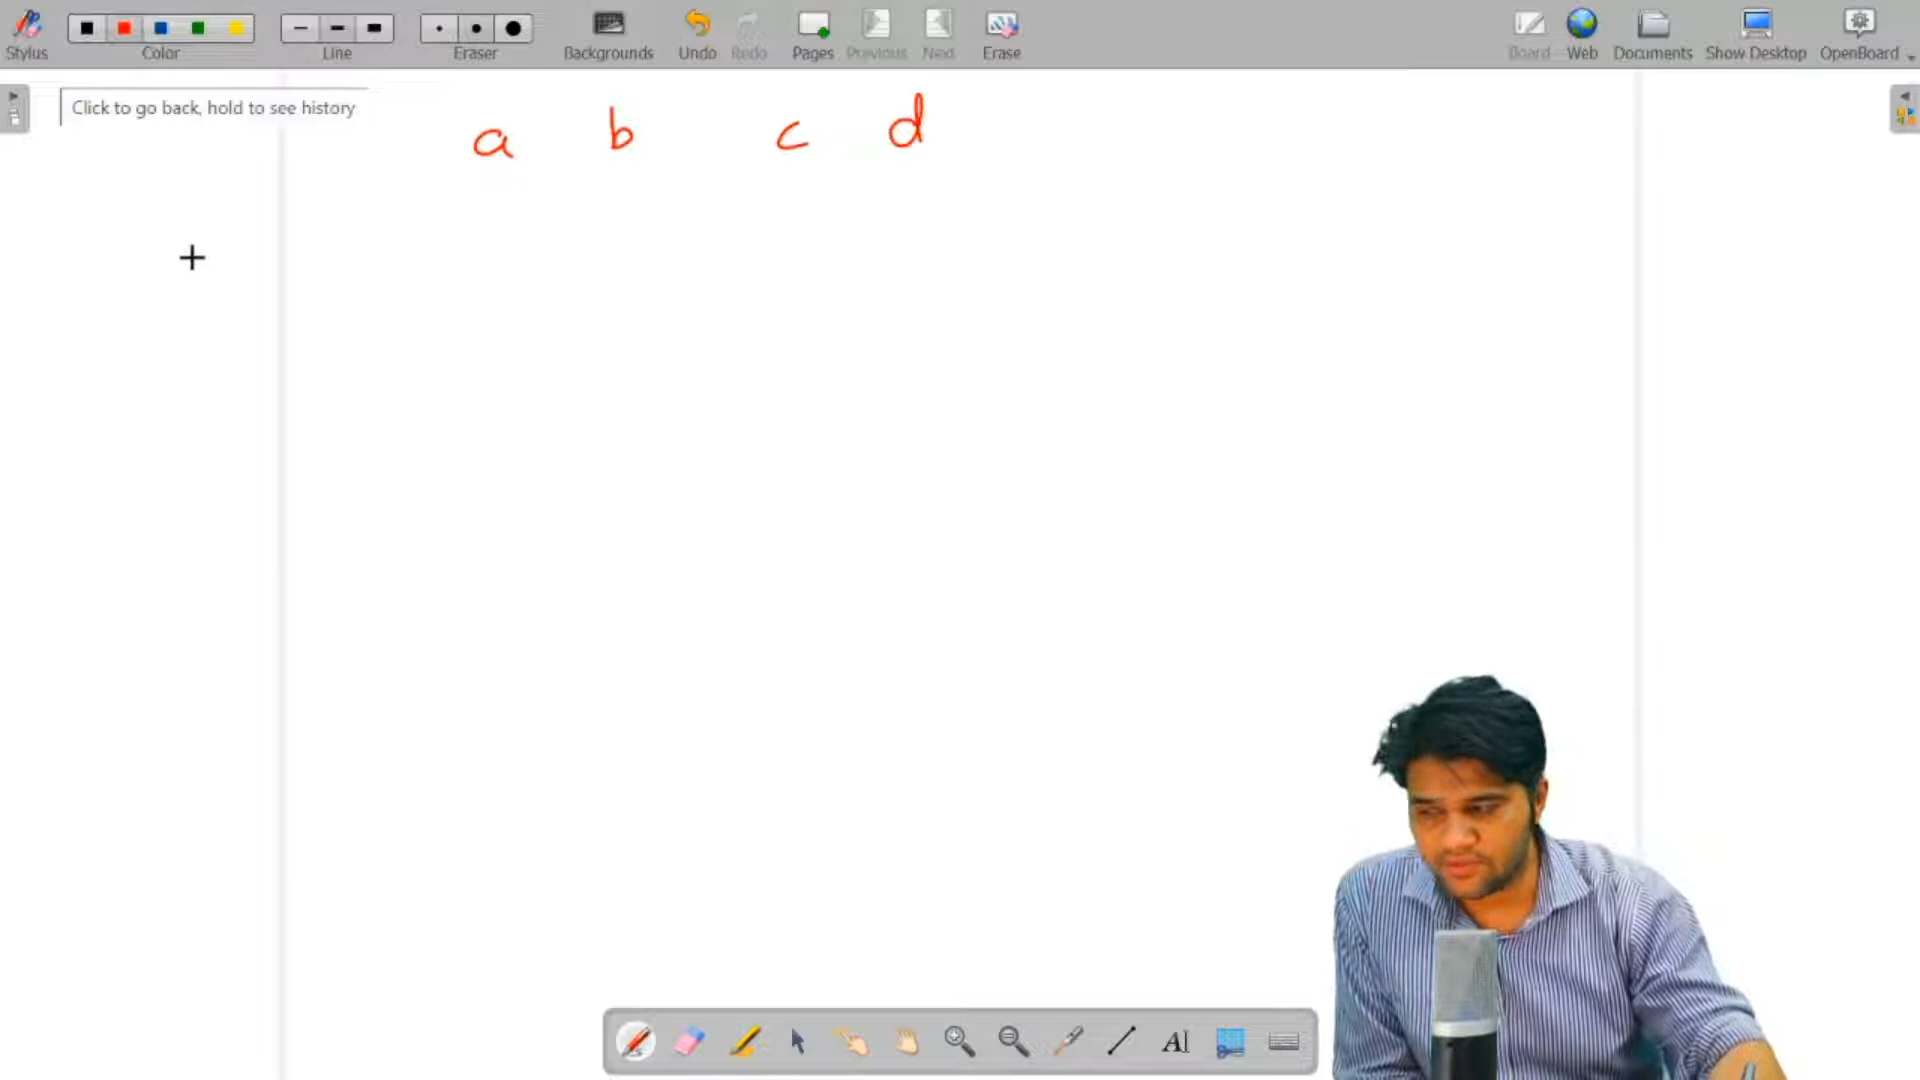 Stylus Color Line Eraser Backgrounds Undo Redo Pages Previous Next Erase Board Web Documents Show Desktop OpenBoard
Click to go back, hold to see history
a b c d
AI